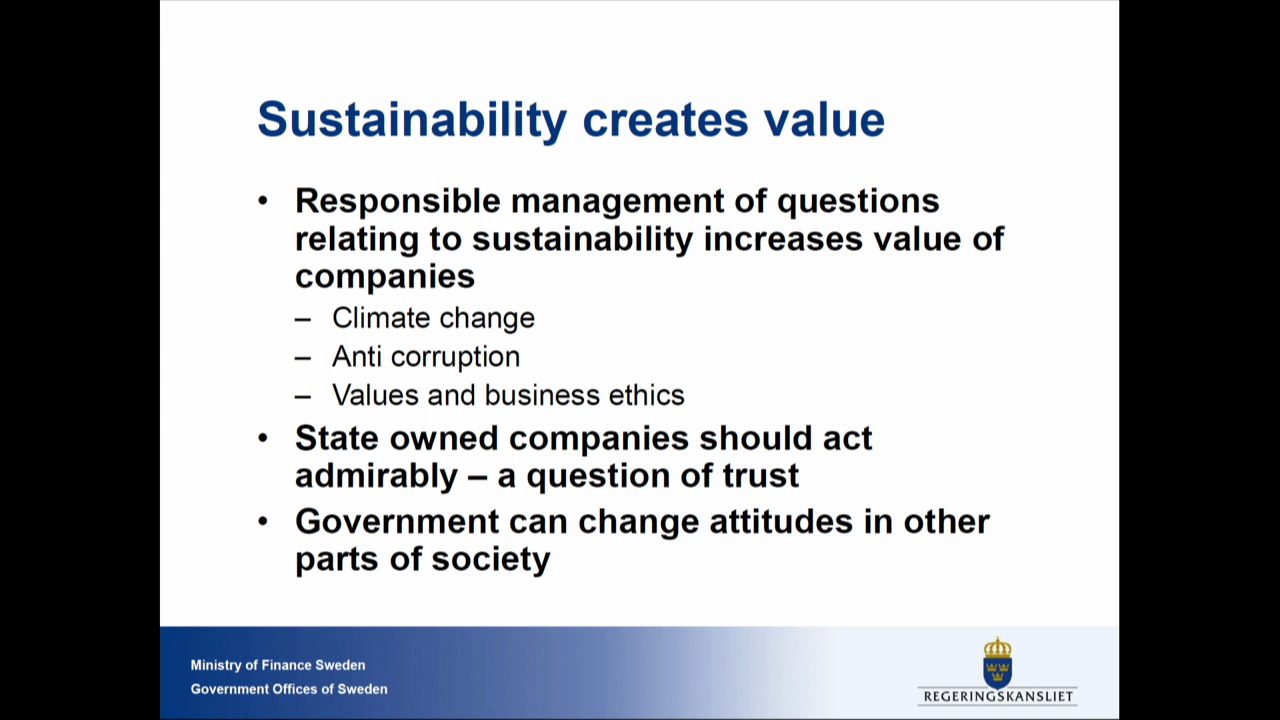 Sustainability creates value
• Responsible management of questions
relating to sustainability increases value of
companies
– Climate change
– Anti corruption
– Values and business ethics
• State owned companies should act
admirably – a question of trust
• Government can change attitudes in other
parts of society
Ministry of Finance Sweden
Government Offices of Sweden
REGERINGSKANSLIET